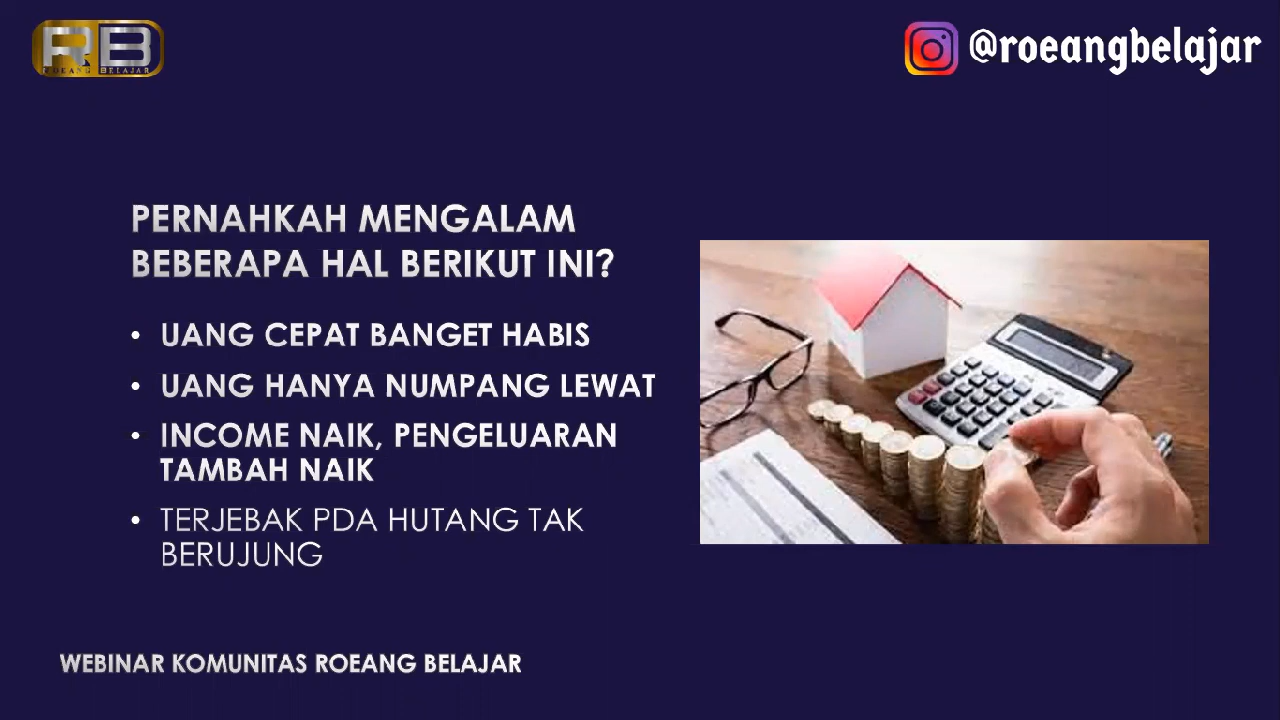 RB
ROEANG BELAJAR
@roeangbelajar
PERNAHKAH MENGALAM
BEBERAPA HAL BERIKUT INI?
• UANG CEPAT BANGET HABIS
• UANG HANYA NUMPANG LEWAT
• INCOME NAIK, PENGELUARAN
TAMBAH NAIK
• TERJEBAK PDA HUTANG TAK
BERUJUNG
WEBINAR KOMUNITAS ROEANG BELAJAR